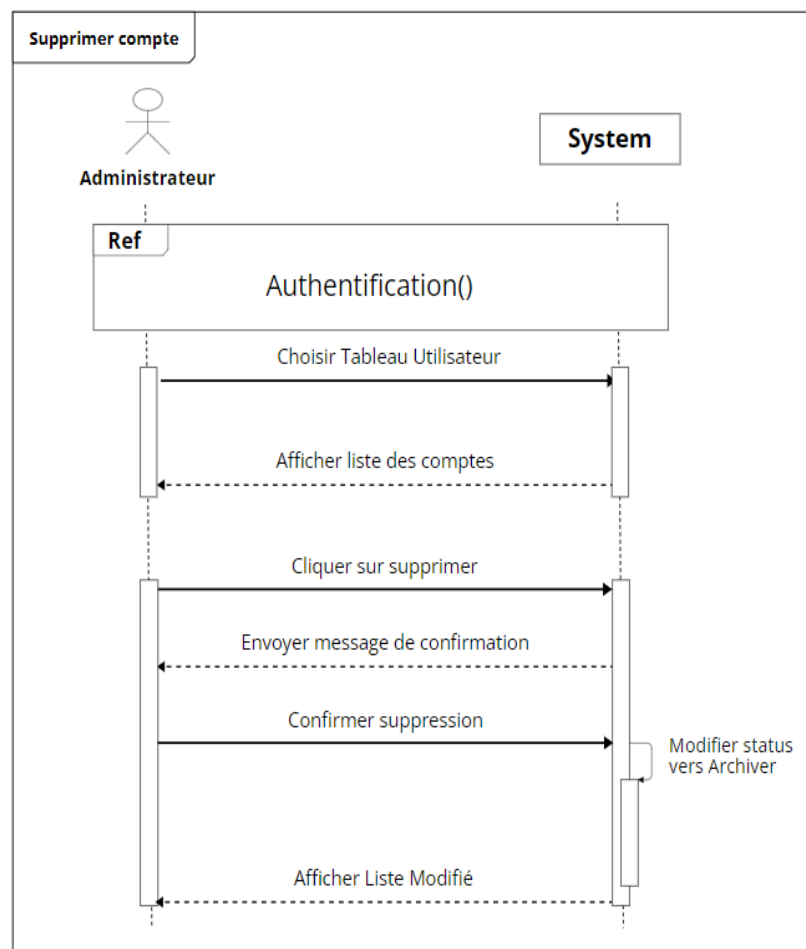 Supprimer compte
Administrateur
System
Ref
Authentification()
Choisir Tableau Utilisateur
Afficher liste des comptes
Cliquer sur supprimer
Envoyer message de confirmation
Confirmer suppression
Modifier status
vers Archiver
Afficher Liste Modifié